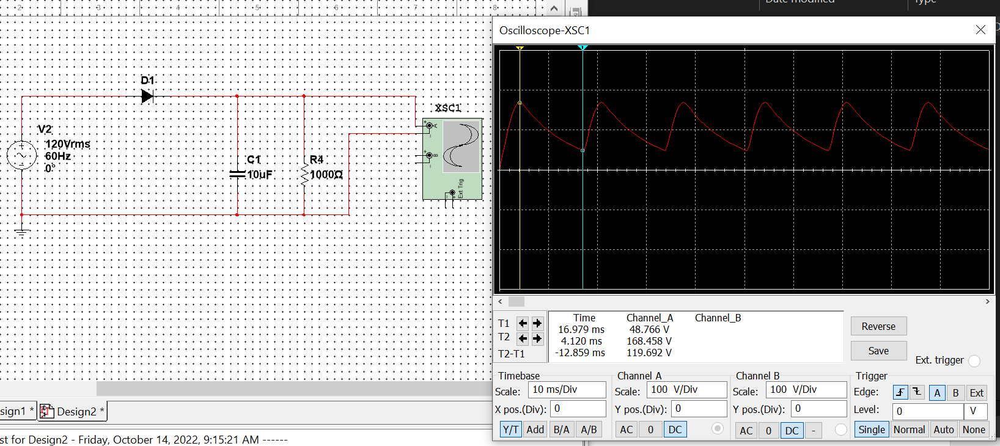 2 3 4 5 6 7 8
Date modified Type
Oscilloscope-XSC1
D1
XSC1
V2
120Vrms
60Hz
0°
C1
10uF
R4
1000Ω
A
B
Ext Trig
T1
T2
T2-T1
Time Channel_A Channel_B
16.979 ms 48.766 V
4.120 ms 168.458 V
-12.859 ms 119.692 V
Reverse
Save
Ext. trigger
Timebase
Scale: 10 ms/Div
X pos.(Div): 0
Y/T Add B/A A/B
Channel A
Scale: 100 V/Div
Y pos.(Div): 0
AC 0 DC
Channel B
Scale: 100 V/Div
Y pos.(Div): 0
AC 0 DC -
Trigger
Edge: A B Ext
Level: 0 V
Single Normal Auto None
sign1 * Design2 *
st for Design2 - Friday, October 14, 2022, 9:15:21 AM ------